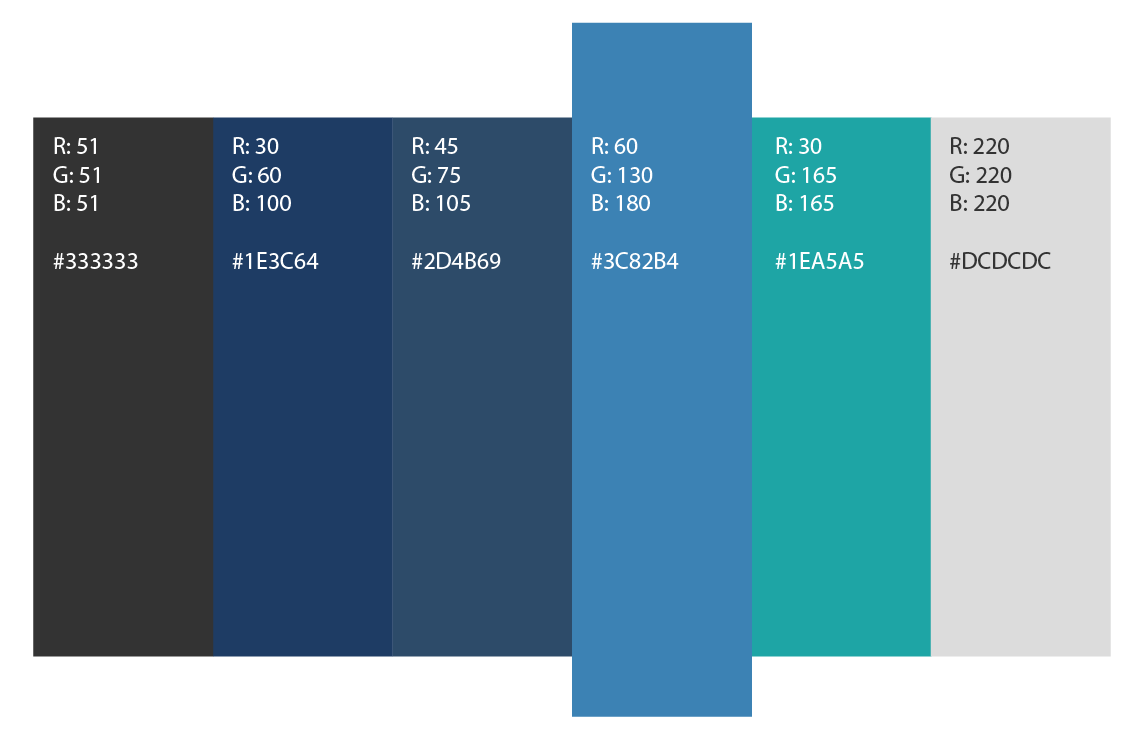 R: 51
G: 51
B: 51
#333333
R: 30
G: 60
B: 100
#1E3C64
R: 45
G: 75
B: 105
#2D4B69
R: 60
G: 130
B: 180
#3C82B4
R: 30
G: 165
B: 165
#1EA5A5
R: 220
G: 220
B: 220
#DCDCDC